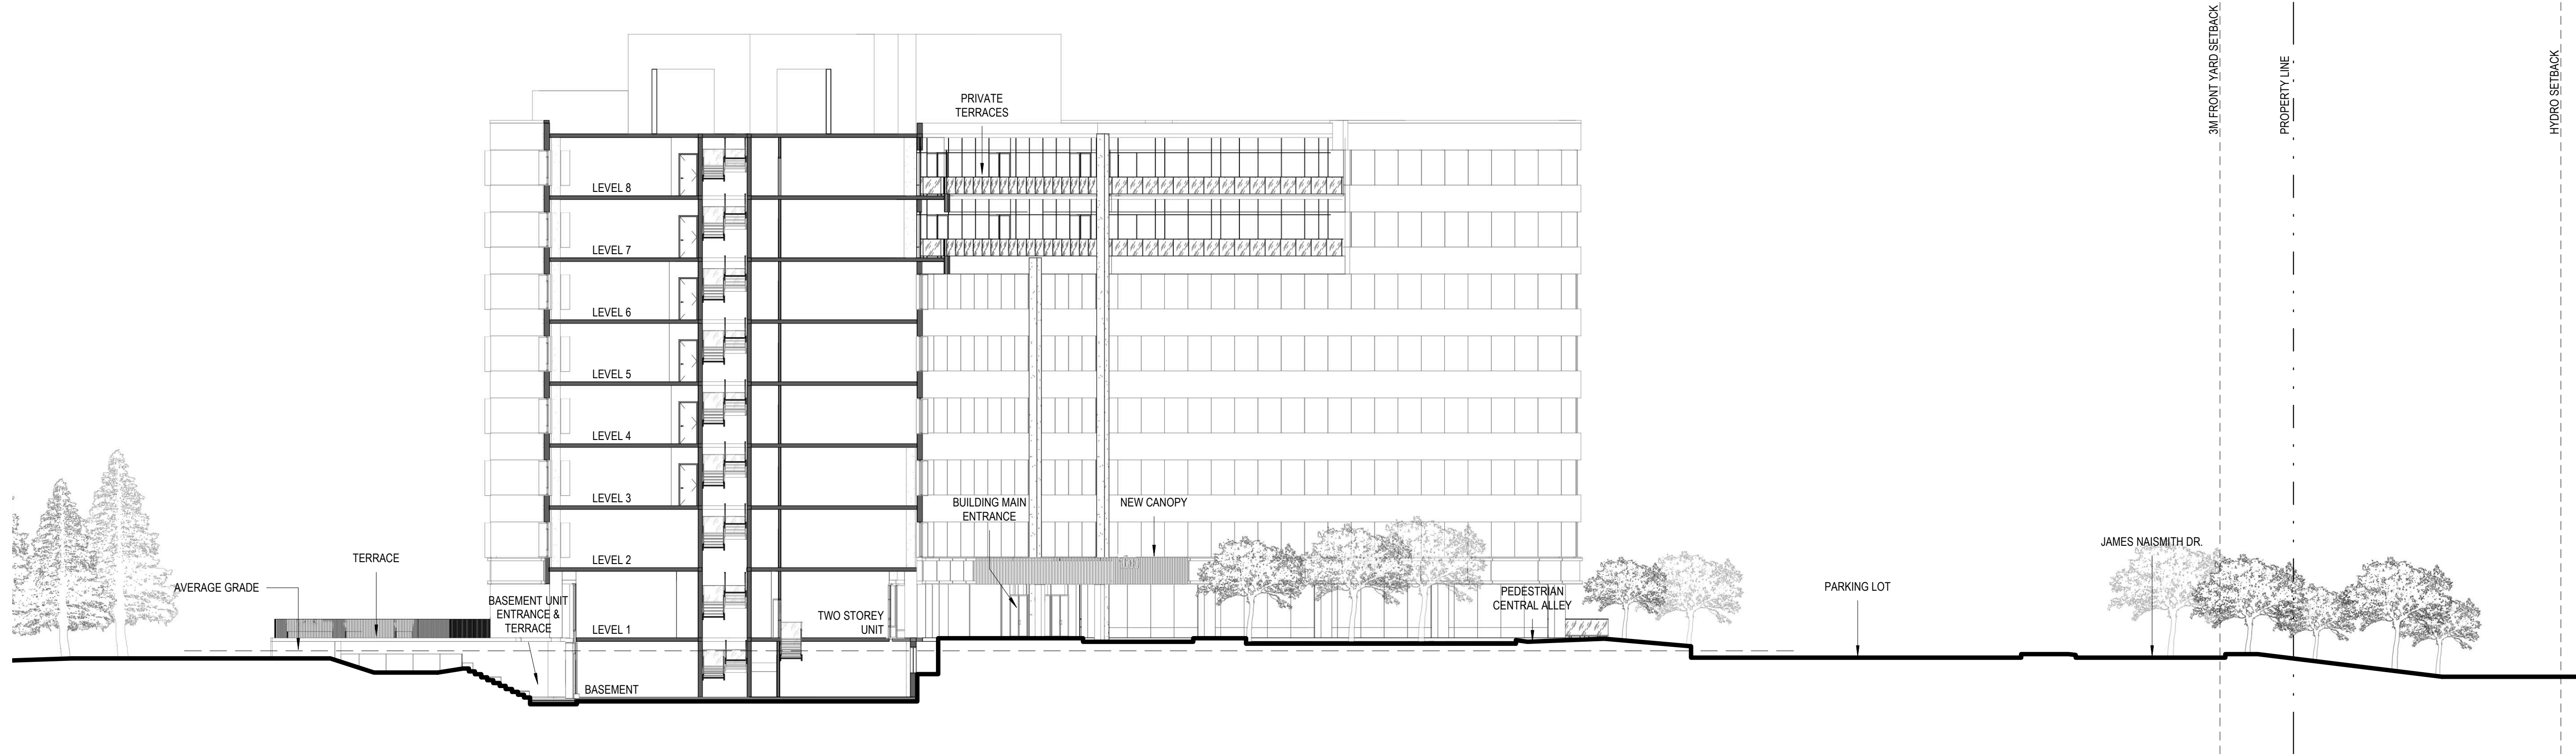 3M FRONT YARD SETBACK
PROPERTY LINE
HYDRO SETBACK
PRIVATE
TERRACES
LEVEL 8
LEVEL 7
LEVEL 6
LEVEL 5
LEVEL 4
LEVEL 3
LEVEL 2
LEVEL 1
BASEMENT
BUILDING MAIN
ENTRANCE
NEW CANOPY
TERRACE
AVERAGE GRADE
BASEMENT UNIT
ENTRANCE &
TERRACE
TWO STOREY
UNIT
PEDESTRIAN
CENTRAL ALLEY
PARKING LOT
JAMES NAISMITH DR.